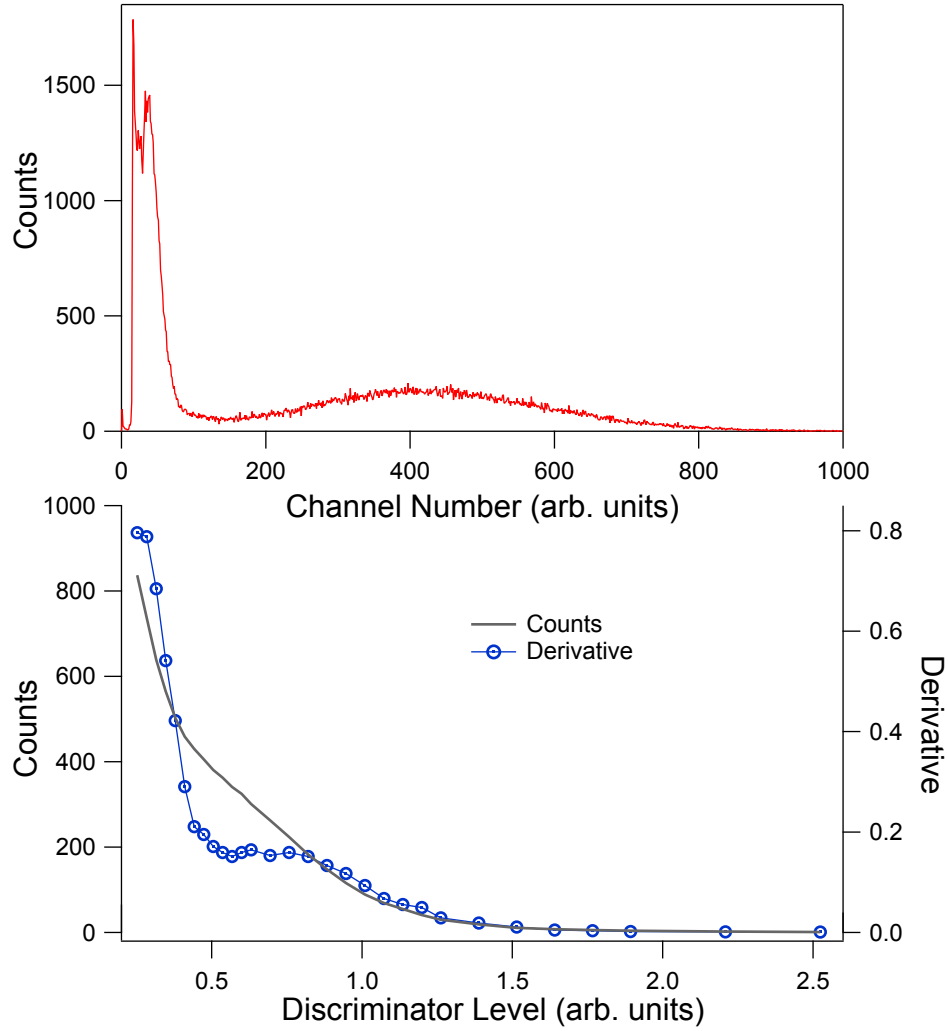 1500
1000
500
0
Counts
0 200 400 600 800 1000
Channel Number (arb. units)
1000
800
600
400
200
0
Counts
0.8
0.6
0.4
0.2
0.0
Derivative
Counts
Derivative
0.5 1.0 1.5 2.0 2.5
Discriminator Level (arb. units)